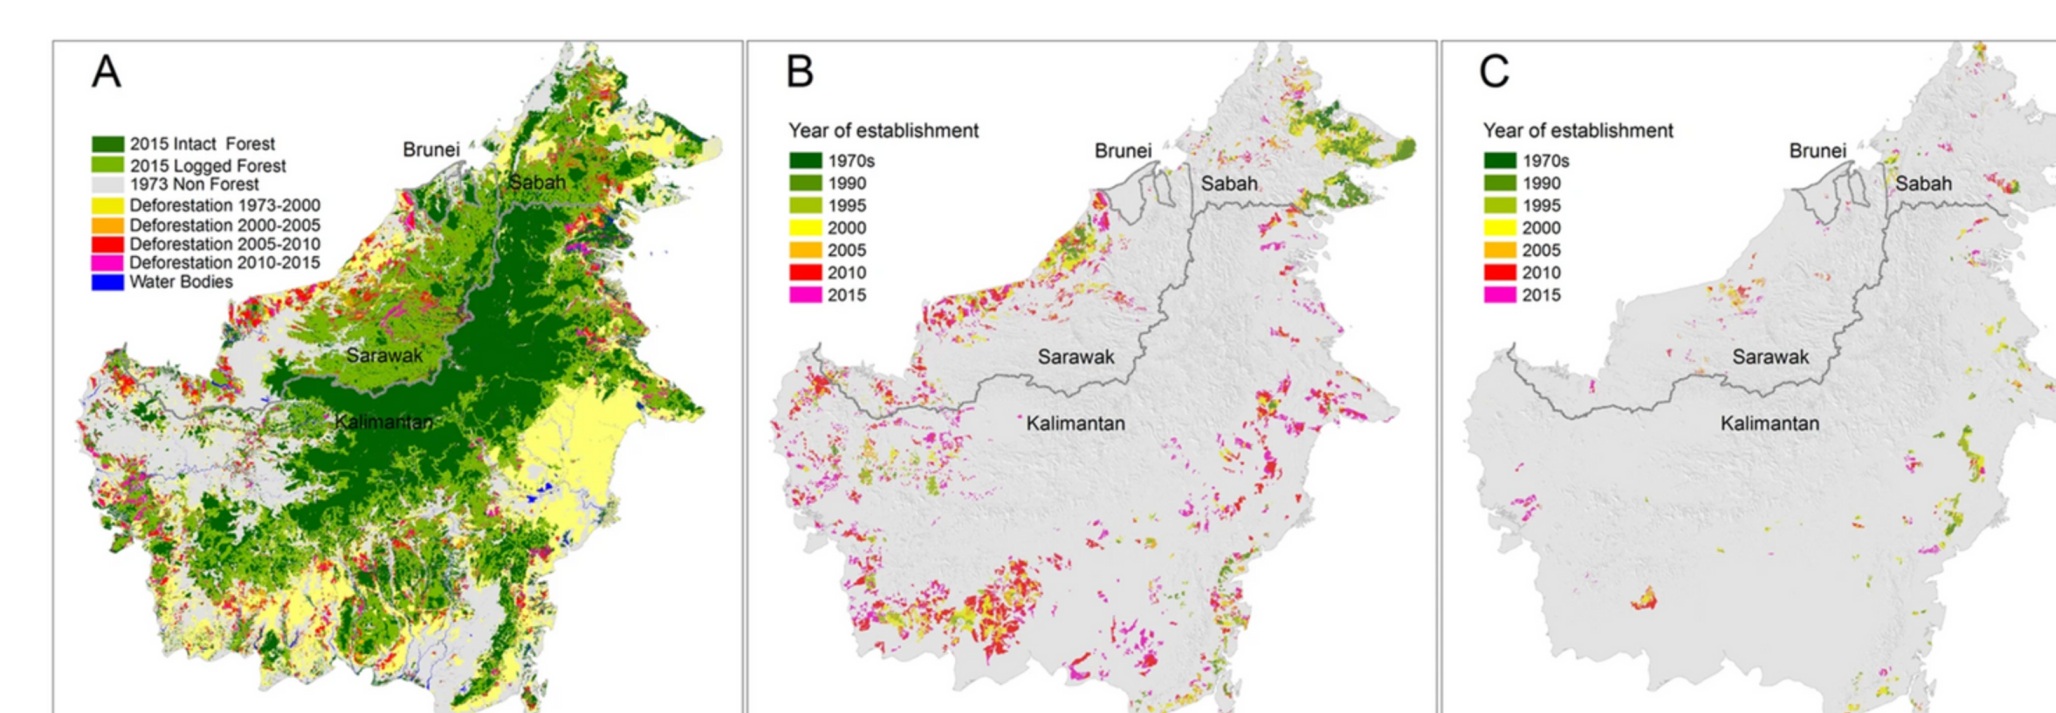 A
2015 Intact Forest
2015 Logged Forest
1973 Non Forest
Deforestation 1973-2000
Deforestation 2000-2005
Deforestation 2005-2010
Deforestation 2010-2015
Water Bodies
Brunei
Sabah
Sarawak
Kalimantan
B
Year of establishment
1970s
1990
1995
2000
2005
2010
2015
Brunei
Sabah
Sarawak
Kalimantan
C
Year of establishment
1970s
1990
1995
2000
2005
2010
2015
Brunei
Sabah
Sarawak
Kalimantan